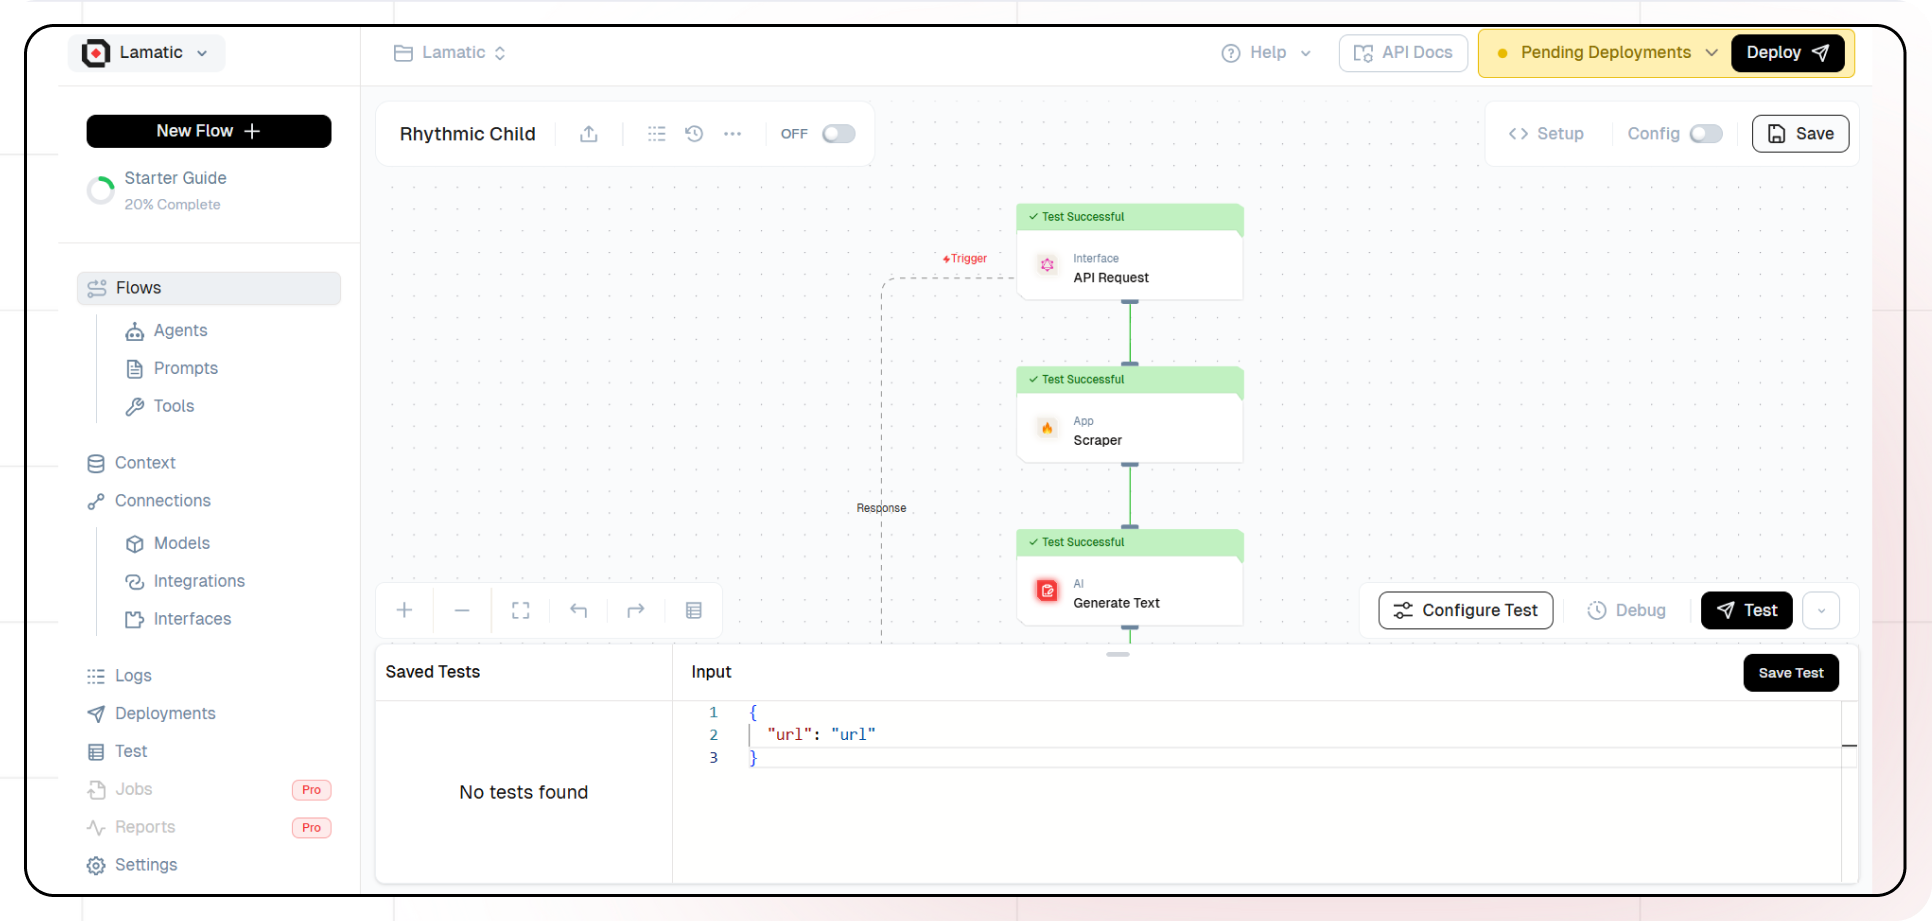 Lamatic
Lamatic
Help
API Docs
Pending Deployments
Deploy
New Flow
Starter Guide
20% Complete
Flows
Agents
Prompts
Tools
Context
Connections
Models
Integrations
Interfaces
Logs
Deployments
Test
Jobs Pro
Reports Pro
Settings
Rhythmic Child
OFF
Setup
Config
Save
Test Successful
Trigger
Interface
API Request
Test Successful
App
Scraper
Response
Test Successful
AI
Generate Text
Configure Test
Debug
Test
Saved Tests
No tests found
Input
Save Test
1 {
2 "url": "url"
3 }